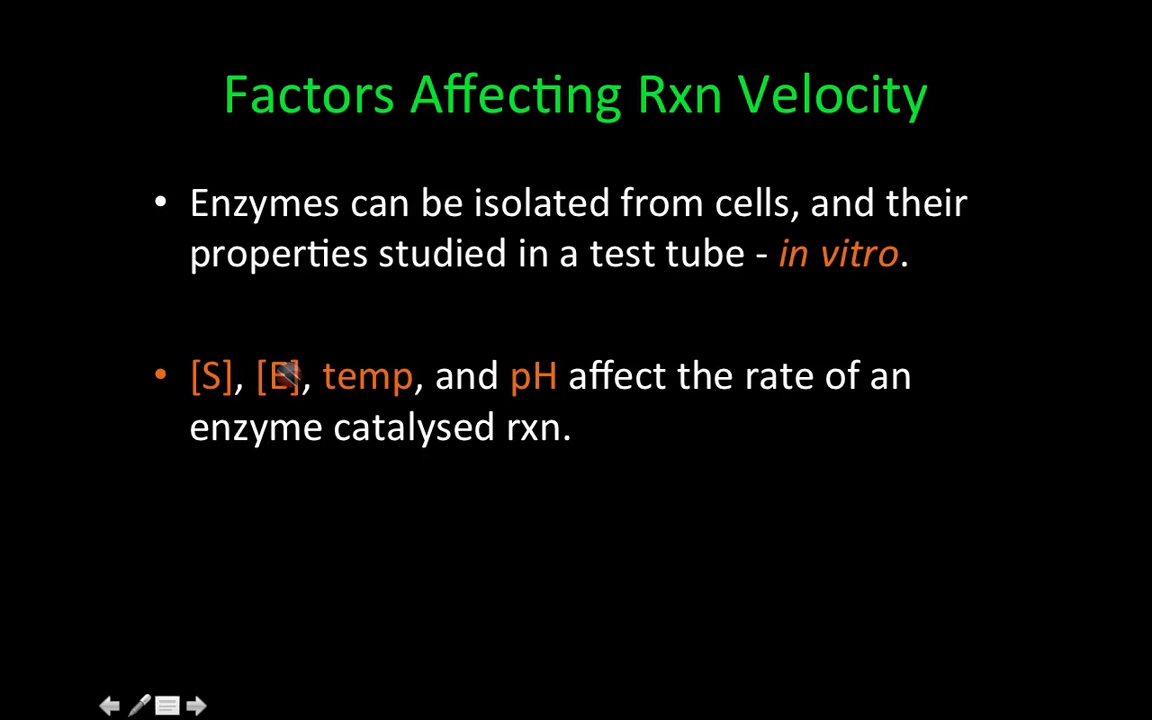 Factors Affecting Rxn Velocity
• Enzymes can be isolated from cells, and their
properties studied in a test tube - in vitro.
• [S], [E], temp, and pH affect the rate of an
enzyme catalysed rxn.